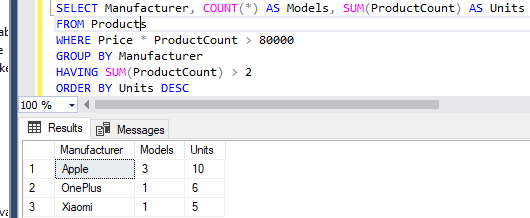 SELECT Manufacturer, COUNT(*) AS Models, SUM(ProductCount) AS Units
FROM Products
WHERE Price * ProductCount > 80000
GROUP BY Manufacturer
HAVING SUM(ProductCount) > 2
ORDER BY Units DESC
100 %
Results Messages
Manufacturer Models Units
1 Apple 3 10
2 OnePlus 1 6
3 Xiaomi 1 5